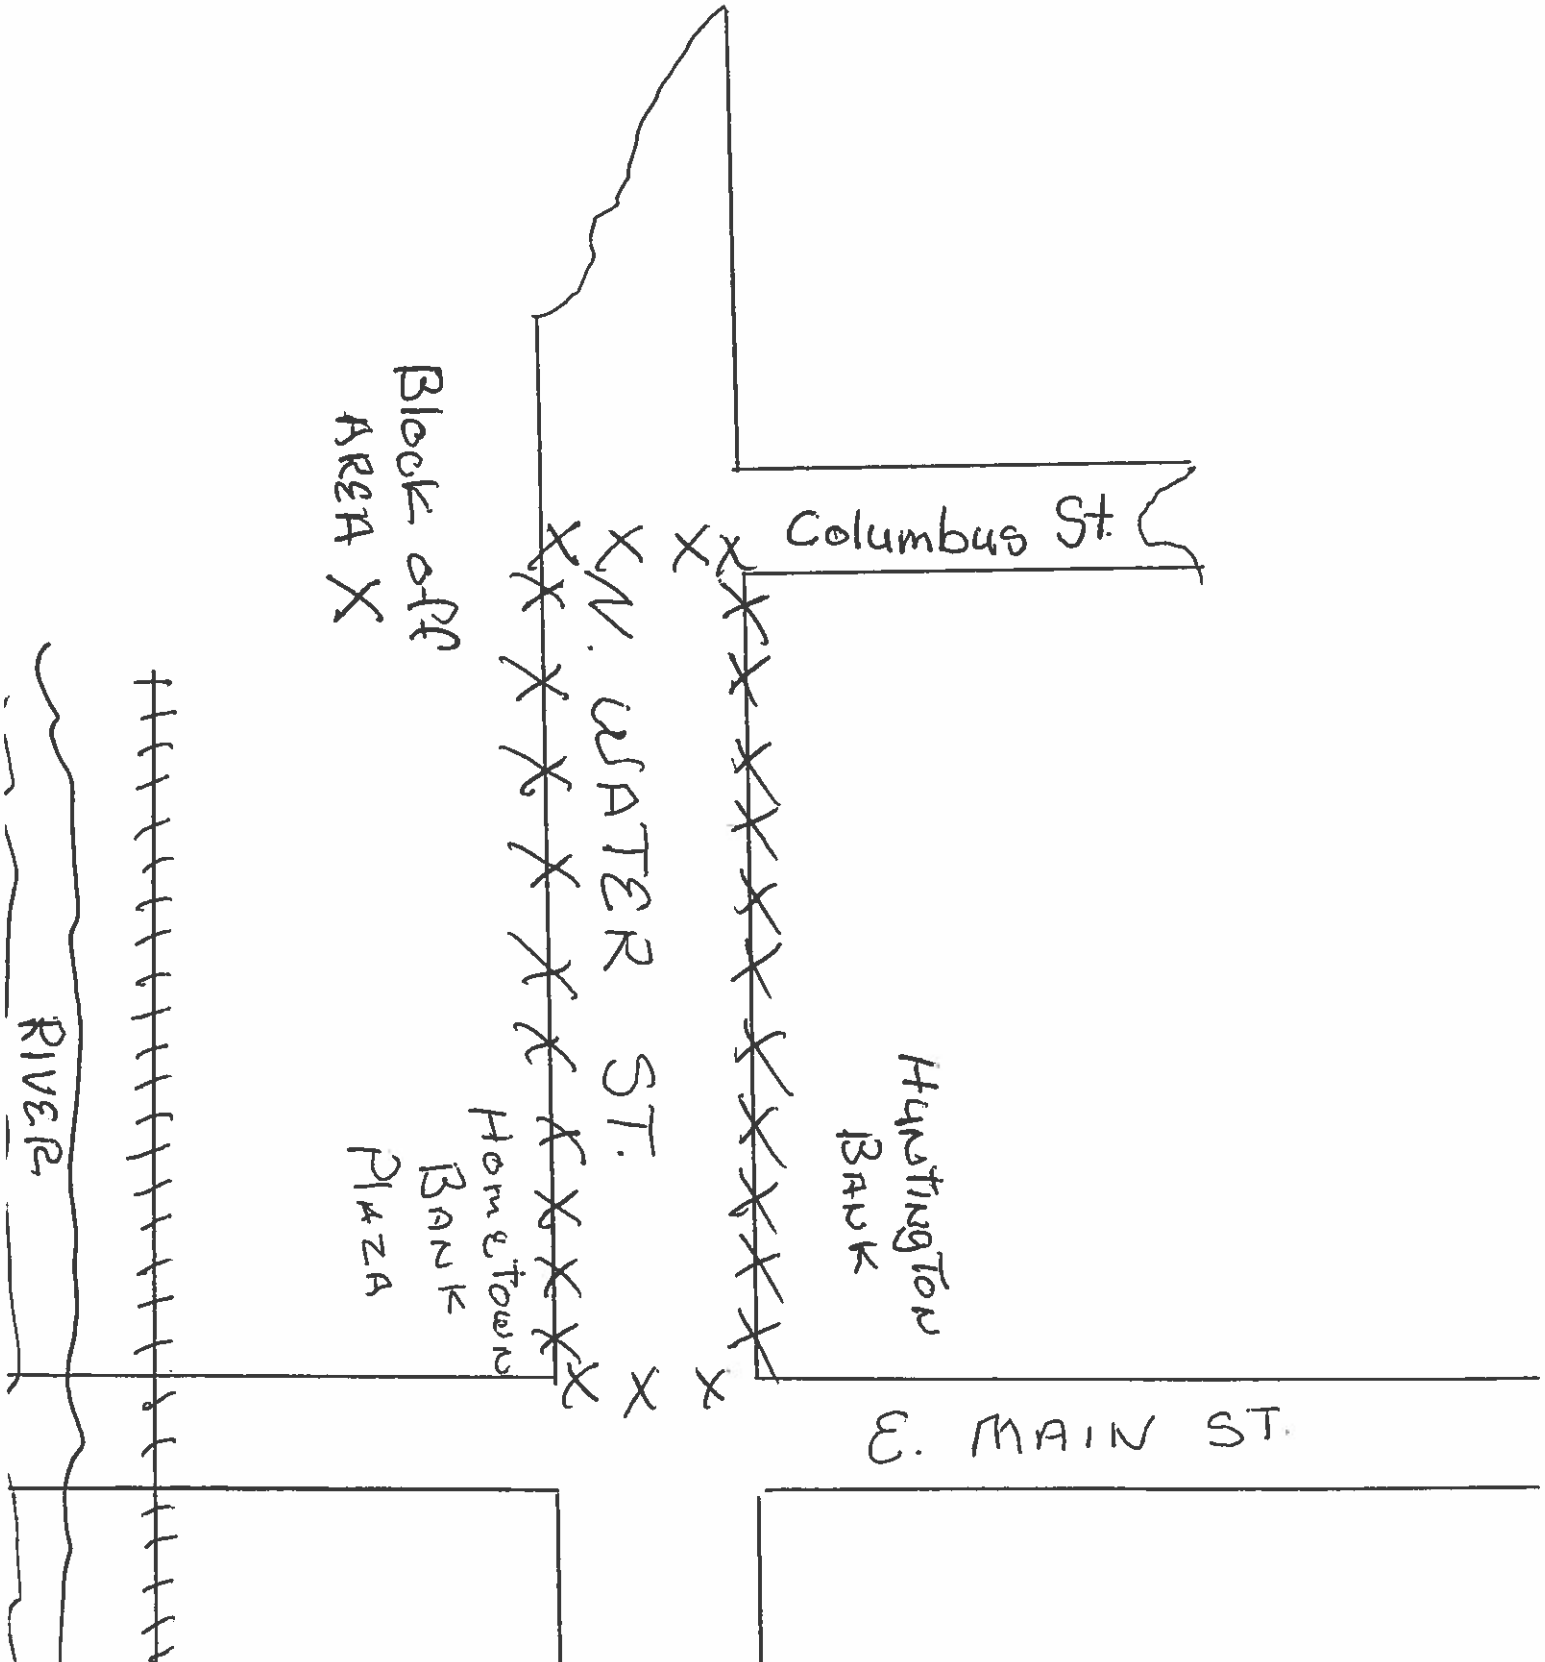 Block off
AREA X
Columbus St.
N. WATER ST.
RIVER
Hometown
BANK
PlAZA
HuNTiNgToN
BANK
E. MAIN ST.